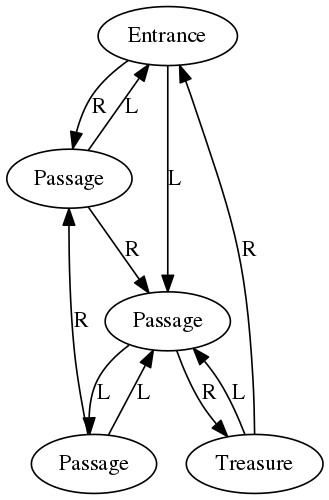 Entrance
R L
Passage
L
R
R
Passage
R
L L R L
Passage
Treasure